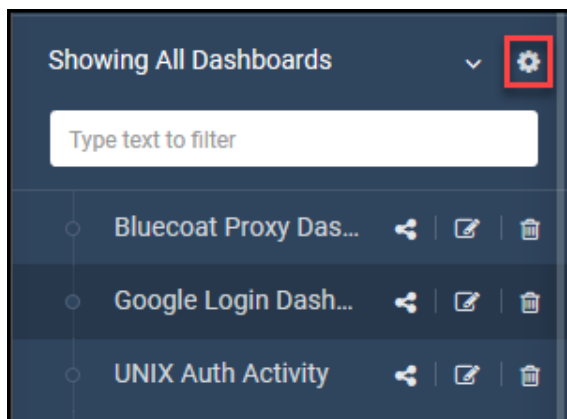 Showing All Dashboards
Type text to filter
Bluecoat Proxy Das...
Google Login Dash...
UNIX Auth Activity